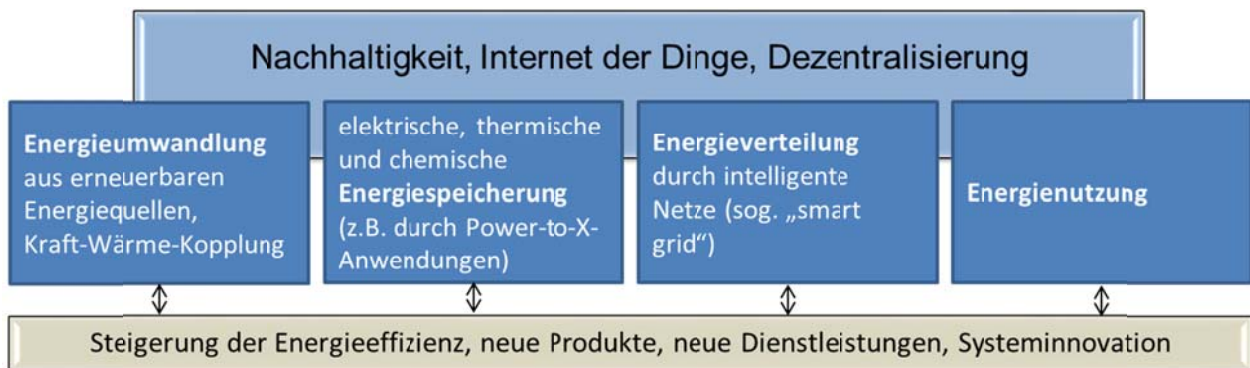 Nachhaltigkeit, Internet der Dinge, Dezentralisierung
Energieumwandlung
aus erneuerbaren
Energiequellen,
Kraft-Wärme-Kopplung
elektrische, thermische
und chemische
Energiespeicherung
(z.B. durch Power-to-X-
Anwendungen)
Energieverteilung
durch intelligente
Netze (sog. „smart
grid“)
Energienutzung
Steigerung der Energieeffizienz, neue Produkte, neue Dienstleistungen, Systeminnovation